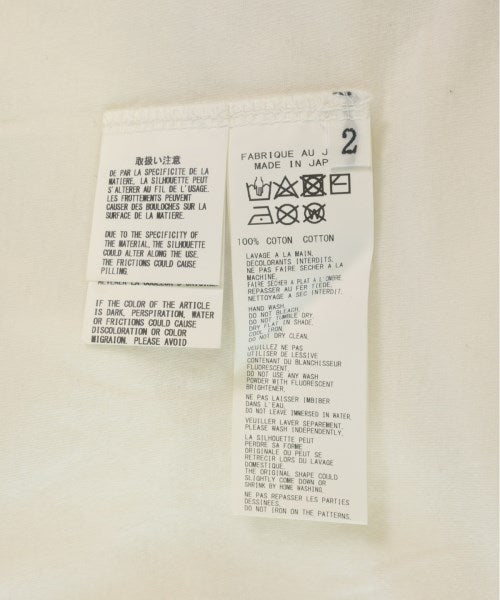 取扱い注意
DE PAR LA SPECIFICITE DE LA
MATIERE, LA SILHOUETTE PEUT
S'ALTERER AU FIL DE L'USAGE.
LES FROTTEMENTS PEUVENT
CAUSER DES BOULOCHES SUR LA
SURFACE DE LA MATIERE.
DUE TO THE SPECIFICITY OF
THE MATERIAL, THE SILHOUETTE
COULD ALTER ALONG THE USE.
THE FRICTIONS COULD CAUSE
PILLING.
IF THE COLOR OF THE ARTICLE
IS DARK, PERSPIRATION, WATER
OR FRICTIONS COULD CAUSE
DISCOLORATION OR COLOR
MIGRAION. PLEASE AVOID
2
FABRIQUE AU J
MADE IN JAP
100% COTON COTTON
LAVAGE A LA MAIN.
DECOLORANTS INTERDITS.
NE PAS FAIRE SECHER A LA
MACHINE.
FAIRE SECHER A PLAT A L'OMBRE
REPASSER AU FER TIEDE.
NETTOYAGE A SEC INTERDIT.
HAND WASH.
DO NOT BLEACH.
DO NOT TUMBLE DRY.
DRY FLAT IN SHADE.
COOL IRON.
DO NOT DRY CLEAN.
VEUILLEZ NE PAS
UTILISER DE LESSIVE
CONTENANT DU BLANCHISSEUR
FLUORESCENT.
DO NOT USE ANY WASH
POWDER WITH FLUORESCENT
BRIGHTENER.
NE PAS LAISSER IMBIBER
DANS L'EAU.
DO NOT LEAVE IMMERSED IN WATER.
VEUILLER LAVER SEPAREMENT.
PLEASE WASH INDEPENDENTLY.
LA SILHOUETTE PEUT
PERDRE SA FORME
ORIGINALE OU PEUT SE
RETRECIR LORS DU LAVAGE
DOMESTIQUE.
THE ORIGINAL SHAPE COULD
SLIGHTLY COME DOWN OR
SHRINK BY HOME WASHING.
NE PAS REPASSER LES PARTIES
DESSINEES.
DO NOT IRON ON THE PATTERNS.